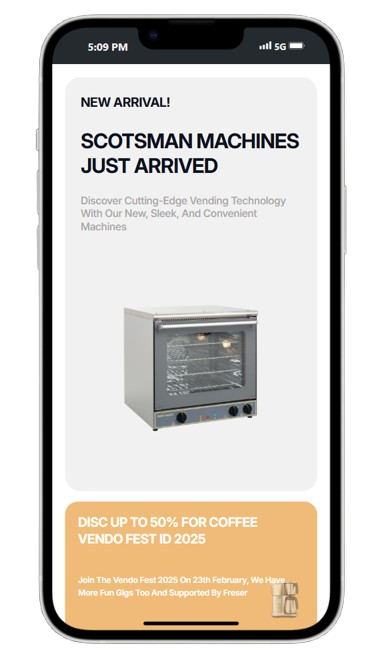 5:09 PM
5G
NEW ARRIVAL!
SCOTSMAN MACHINES
JUST ARRIVED
Discover Cutting-Edge Vending Technology
With Our New, Sleek, And Convenient
Machines
DISC UP TO 50% FOR COFFEE
VENDO FEST ID 2025
Join The Vendo Fest 2025 On 23th February, We Have
More Fun Gigs Too And Supported By Freser